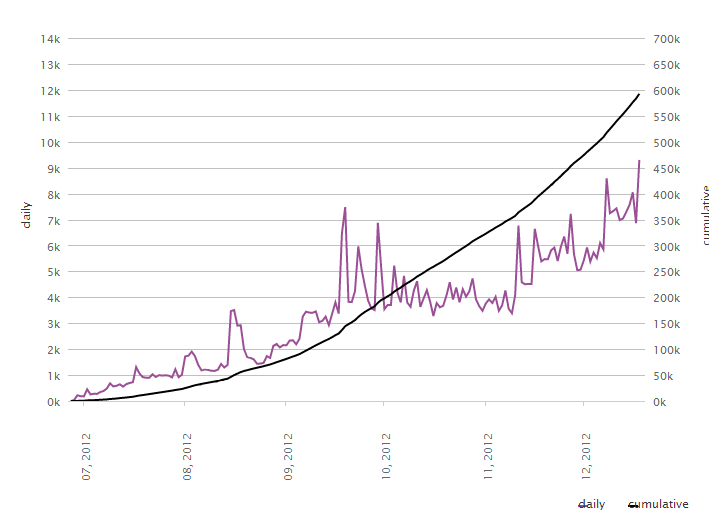 14k 700k
13k 650k
12k 600k
11k 550k
10k 500k
9k 450k
8k 400k
7k 350k
6k 300k
5k 250k
4k 200k
3k 150k
2k 100k
1k 50k
0k 0k
daily
cumulative
07, 2012
08, 2012
09, 2012
10, 2012
11, 2012
12, 2012
daily cumulative